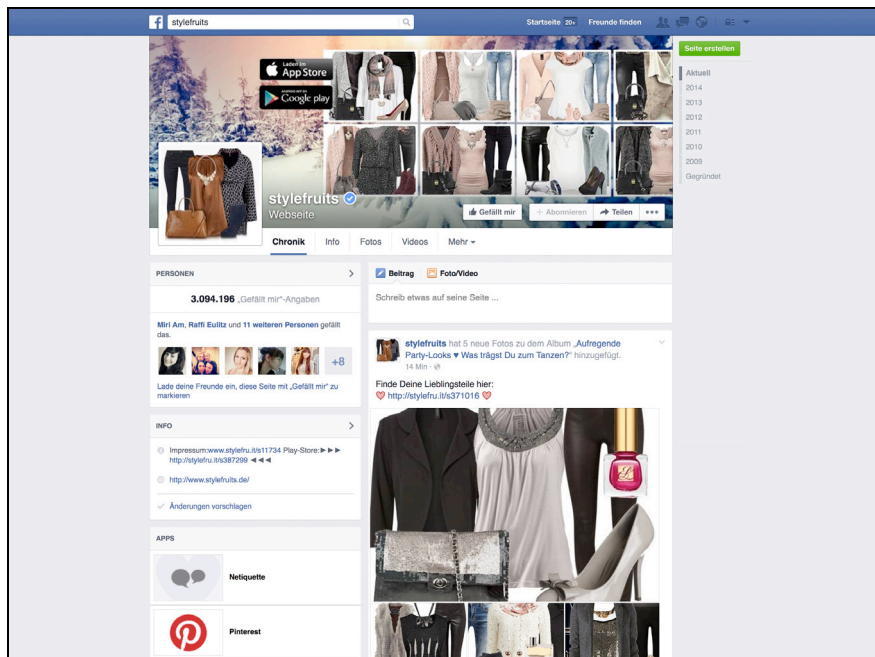 stylefruits
Startseite 20+ Freunde finden
Seite erstellen
Laden im
App Store
ANDROID APP ON
Google play
Aktuell
2014
2013
2012
2011
2010
2009
Gegründet
stylefruits
Webseite
Gefällt mir
+ Abonnieren
Teilen
Chronik Info Fotos Videos Mehr
PERSONEN
3.094.196 „Gefällt mir"-Angaben
Miri Am, Raffi Eulitz und 11 weiteren Personen gefällt
das.
+8
Lade deine Freunde ein, diese Seite mit „Gefällt mir" zu
markieren
INFO
Impressum:www.stylefru.it/s11734 Play-Store:►►►
http://stylefru.it/s387299 ◄◄◄
http://www.stylefruits.de/
Änderungen vorschlagen
APPS
Netiquette
Pinterest
Beitrag Foto/Video
Schreib etwas auf seine Seite ...
stylefruits hat 5 neue Fotos zu dem Album „Aufregende
Party-Looks ♥ Was trägst Du zum Tanzen?" hinzugefügt.
14 Min ·
Finde Deine Lieblingsteile hier:
http://stylefru.it/s371016